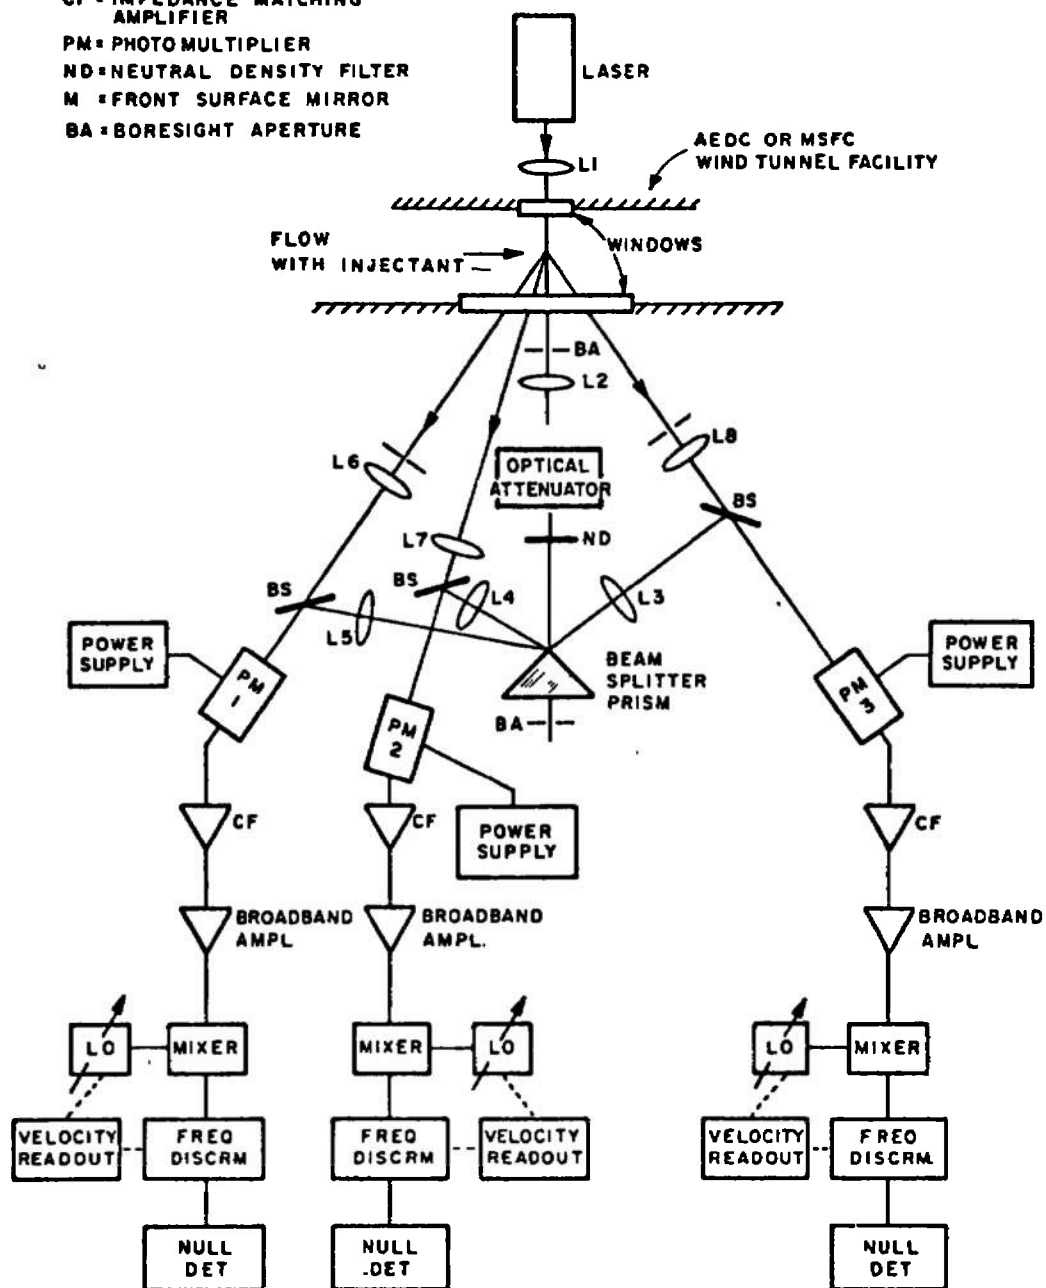 CF = IMPEDANCE MATCHING
AMPLIFIER
PM = PHOTOMULTIPLIER
ND = NEUTRAL DENSITY FILTER
M = FRONT SURFACE MIRROR
BA = BORESIGHT APERTURE
LASER
L1
AEDC OR MSFC
WIND TUNNEL FACILITY
FLOW
WITH INJECTANT
WINDOWS
BA
L2
L6
L8
OPTICAL
ATTENUATOR
BS
L7
ND
BS
BS
L4
L3
L5
POWER
SUPPLY
PM
1
BEAM
SPLITTER
PRISM
PM
3
POWER
SUPPLY
BA
PM
2
CF
CF
POWER
SUPPLY
CF
BROADBAND
AMPL
BROADBAND
AMPL.
BROADBAND
AMPL
LO
MIXER
MIXER
LO
LO
MIXER
VELOCITY
READOUT
FREQ
DISCRM
FREQ
DISCRM
VELOCITY
READOUT
VELOCITY
READOUT
FREQ
DISCRM.
NULL
DET
NULL
.DET
NULL
DET